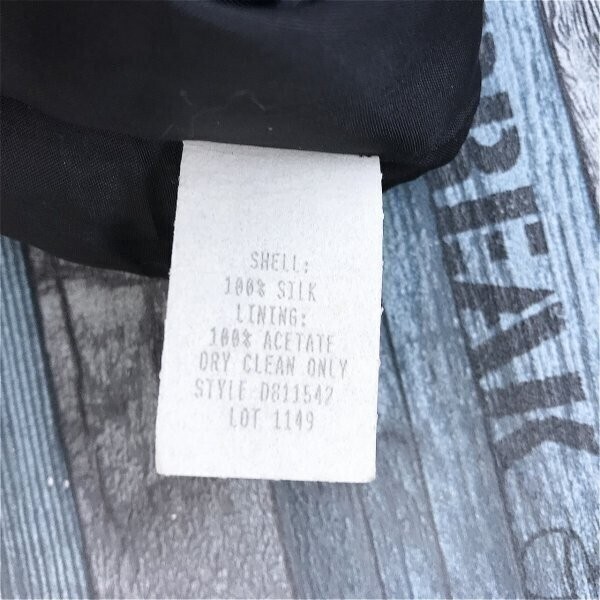 SHELL:
100% SILK
LINING:
100% ACETATE
DRY CLEAN ONLY
STYLE D811542
LOT 1149
BREAK